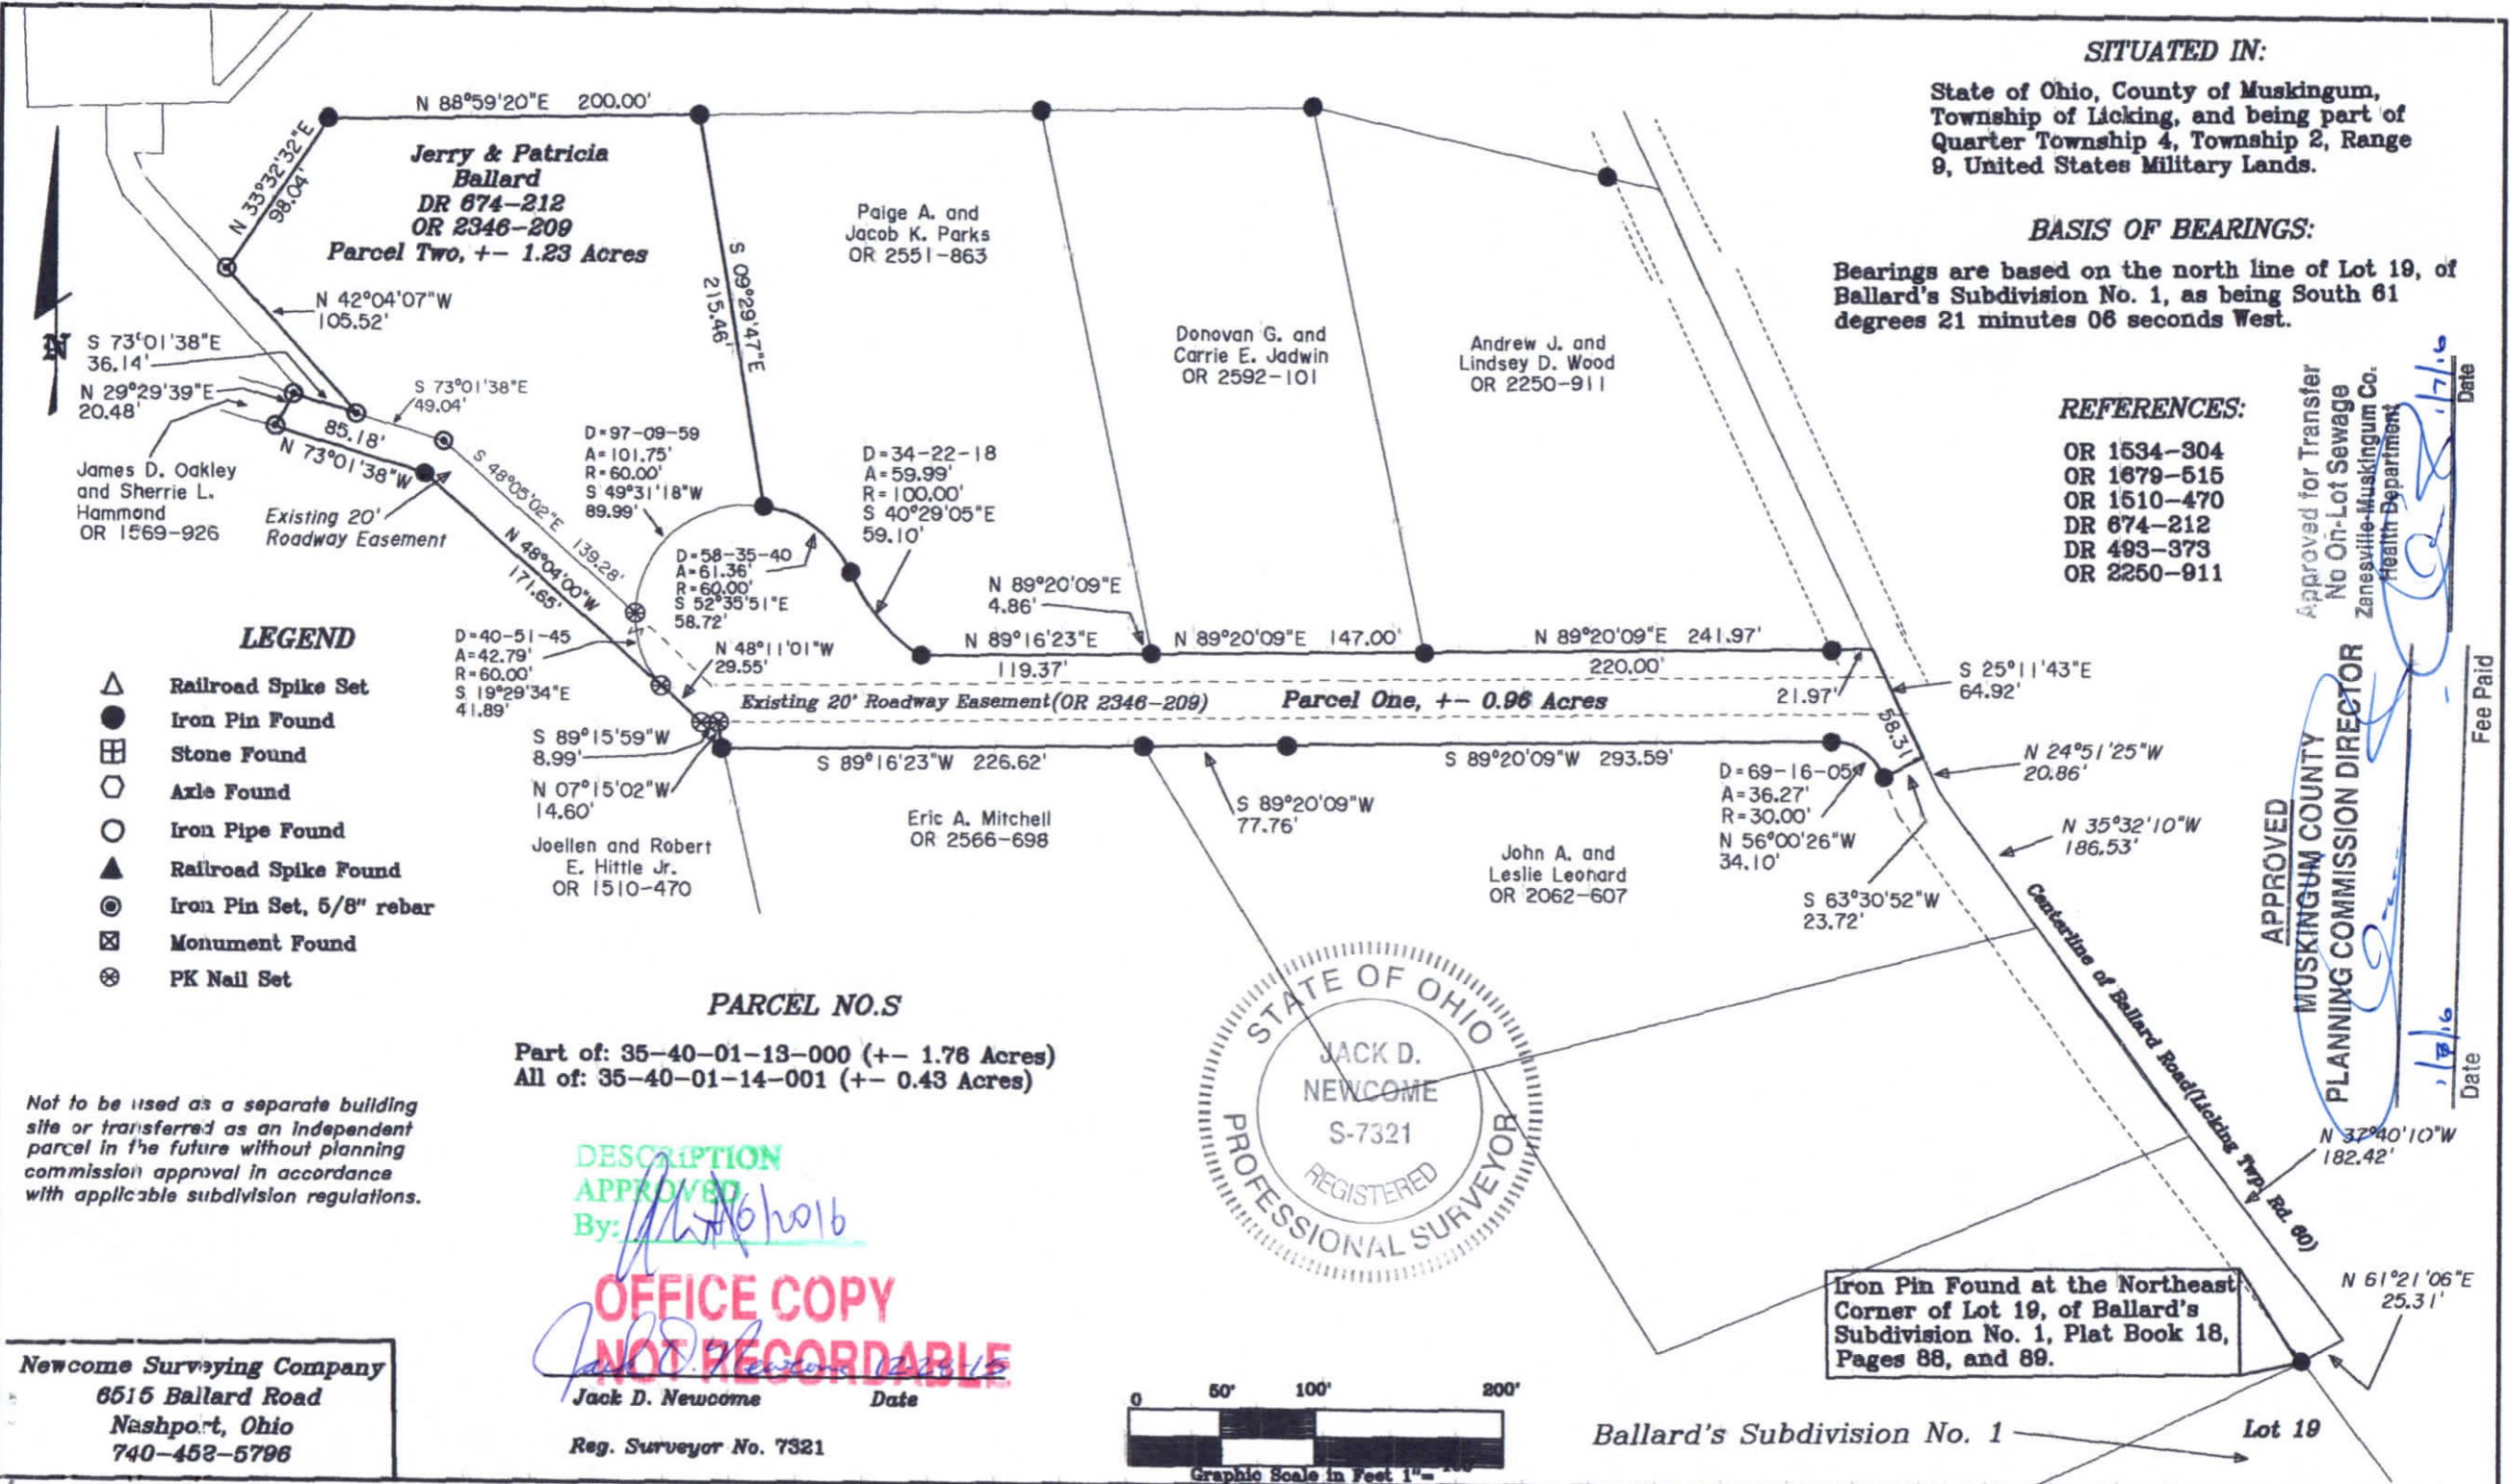 SITUATED IN:
State of Ohio, County of Muskingum,
Township of Licking, and being part of
Quarter Township 4, Township 2, Range
9, United States Military Lands.
BASIS OF BEARINGS:
Bearings are based on the north line of Lot 19, of
Ballard's Subdivision No. 1, as being South 61
degrees 21 minutes 06 seconds West.
REFERENCES:
OR 1534-304
OR 1679-515
OR 1510-470
DR 674-212
DR 493-373
OR 2250-911
Approved for Transfer
No On-Lot Sewage
Zanesville-Muskingum Co.
Health Department
1/7/16
Date
APPROVED
MUSKINGUM COUNTY
PLANNING COMMISSION DIRECTOR
Fee Paid
1/8/16
Date
N 88°59'20"E 200.00'
N 33°32'32"E
98.04'
Jerry & Patricia
Ballard
DR 674-212
OR 2346-209
Parcel Two, +- 1.23 Acres
S 09°29'47"E
215.46'
Paige A. and
Jacob K. Parks
OR 2551-863
Donovan G. and
Carrie E. Jadwin
OR 2592-101
Andrew J. and
Lindsey D. Wood
OR 2250-911
N
N 42°04'07"W
105.52'
S 73°01'38"E
36.14'
N 29°29'39"E
20.48'
S 73°01'38"E
49.04'
85.18'
N 73°01'38"W
James D. Oakley
and Sherrie L.
Hammond
OR 1569-926
Existing 20'
Roadway Easement
S 48°05'02"E 139.28'
N 48°04'00"W
171.65'
D=97-09-59
A=101.75'
R=60.00'
S 49°31'18"W
89.99'
D=58-35-40
A=61.36'
R=60.00'
S 52°35'51"E
58.72'
D=34-22-18
A=59.99'
R=100.00'
S 40°29'05"E
59.10'
D=40-51-45
A=42.79'
R=60.00'
S 19°29'34"E
41.89'
N 48°11'01"W
29.55'
N 89°20'09"E
4.86'
N 89°16'23"E
119.37'
N 89°20'09"E 147.00'
N 89°20'09"E 241.97'
220.00'
21.97'
S 25°11'43"E
64.92'
58.31'
Existing 20' Roadway Easement(OR 2346-209)
Parcel One, +- 0.96 Acres
S 89°15'59"W
8.99'
N 07°15'02"W
14.60'
S 89°16'23"W 226.62'
S 89°20'09"W
77.76'
S 89°20'09"W 293.59'
D=69-16-05
A=36.27'
R=30.00'
N 56°00'26"W
34.10'
S 63°30'52"W
23.72'
N 24°51'25"W
20.86'
N 35°32'10"W
186.53'
Joellen and Robert
E. Hittle Jr.
OR 1510-470
Eric A. Mitchell
OR 2566-698
John A. and
Leslie Leonard
OR 2062-607
Centerline of Ballard Road(Licking Twp. Rd. 60)
N 37°40'10"W
182.42'
N 61°21'06"E
25.31'
LEGEND
Railroad Spike Set
Iron Pin Found
Stone Found
Axle Found
Iron Pipe Found
Railroad Spike Found
Iron Pin Set, 5/8" rebar
Monument Found
PK Nail Set
PARCEL NO.S
Part of: 35-40-01-13-000 (+- 1.76 Acres)
All of: 35-40-01-14-001 (+- 0.43 Acres)
Not to be used as a separate building
site or transferred as an independent
parcel in the future without planning
commission approval in accordance
with applicable subdivision regulations.
DESCRIPTION
APPROVED
By: 1/6/2016
OFFICE COPY
NOT RECORDABLE
Jack D. Newcome 12-28-15
Jack D. Newcome Date
Reg. Surveyor No. 7321
STATE OF OHIO
JACK D.
NEWCOME
S-7321
REGISTERED
PROFESSIONAL SURVEYOR
Iron Pin Found at the Northeast
Corner of Lot 19, of Ballard's
Subdivision No. 1, Plat Book 18,
Pages 88, and 89.
Newcome Surveying Company
6515 Ballard Road
Nashport, Ohio
740-452-5796
0 50' 100' 200'
Graphic Scale in Feet 1"=
Ballard's Subdivision No. 1
Lot 19